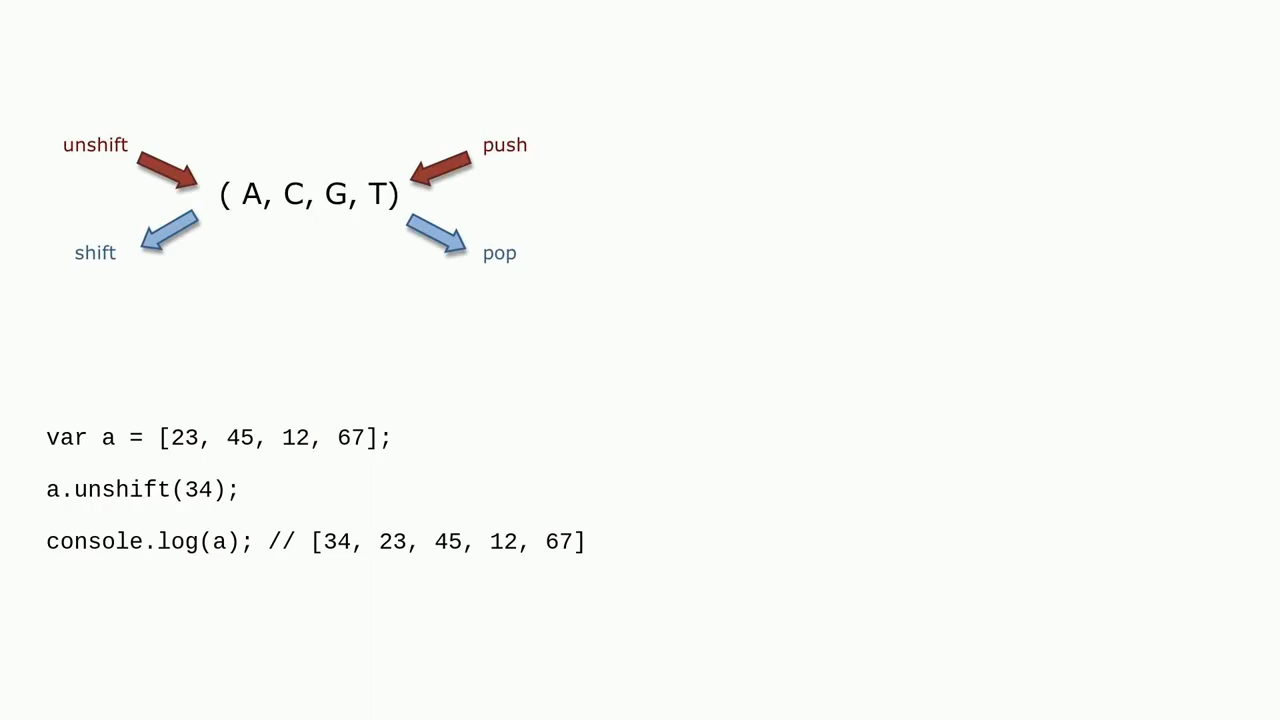 unshift
push
( A, C, G, T)
shift
pop
var a = [23, 45, 12, 67];
a.unshift(34);
console.log(a); // [34, 23, 45, 12, 67]